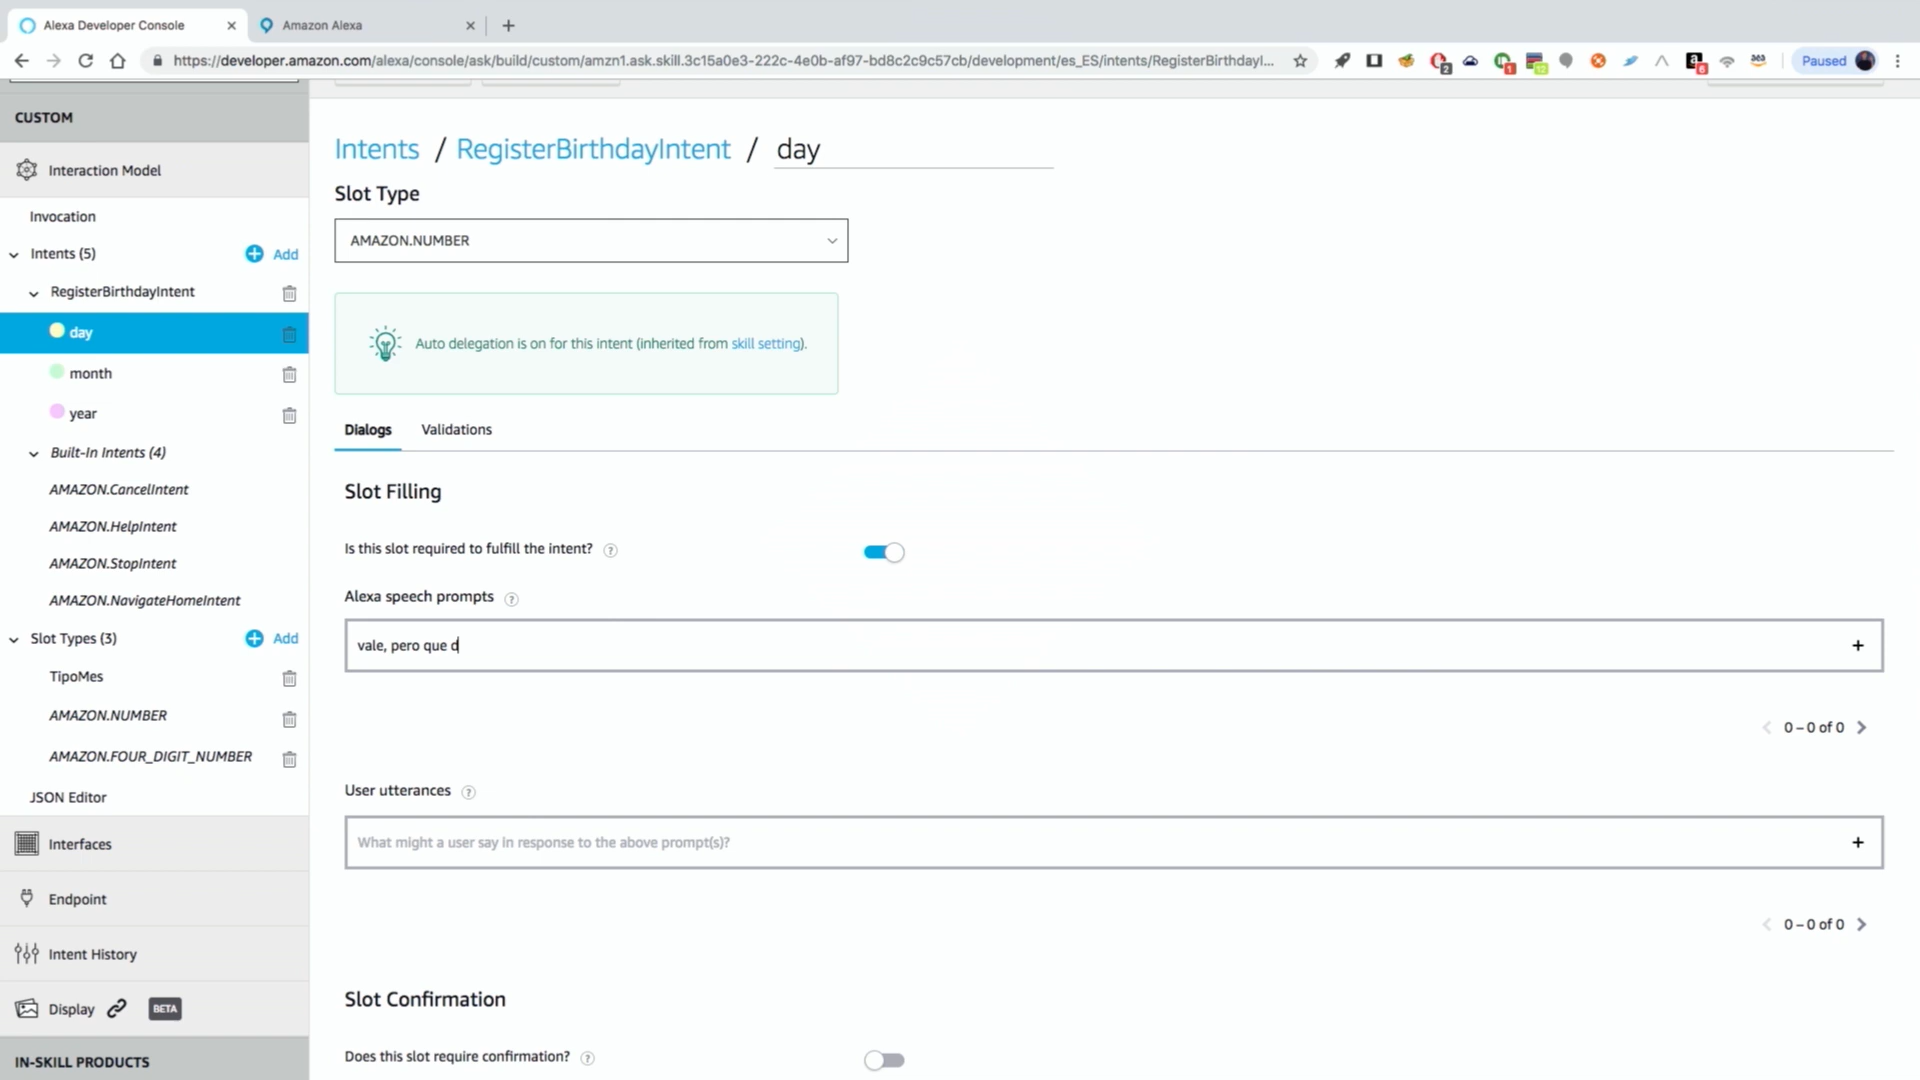 Alexa Developer Console
Amazon Alexa
https://developer.amazon.com/alexa/console/ask/build/custom/amzn1.ask.skill.3c15a0e3-222c-4e0b-af97-bd8c2c9c57cb/development/es_ES/intents/RegisterBirthdayI...
2
1
12
6
Paused
CUSTOM
Interaction Model
Invocation
Intents (5)
Add
RegisterBirthdayIntent
day
month
year
Built-In Intents (4)
AMAZON.CancelIntent
AMAZON.HelpIntent
AMAZON.StopIntent
AMAZON.NavigateHomeIntent
Slot Types (3)
Add
TipoMes
AMAZON.NUMBER
AMAZON.FOUR_DIGIT_NUMBER
JSON Editor
Interfaces
Endpoint
Intent History
Display
BETA
IN-SKILL PRODUCTS
Intents / RegisterBirthdayIntent / day
Slot Type
AMAZON.NUMBER
Auto delegation is on for this intent (inherited from skill setting).
Dialogs
Validations
Slot Filling
Is this slot required to fulfill the intent? ?
Alexa speech prompts ?
vale, pero que d
0 – 0 of 0
User utterances ?
What might a user say in response to the above prompt(s)?
0 – 0 of 0
Slot Confirmation
Does this slot require confirmation? ?